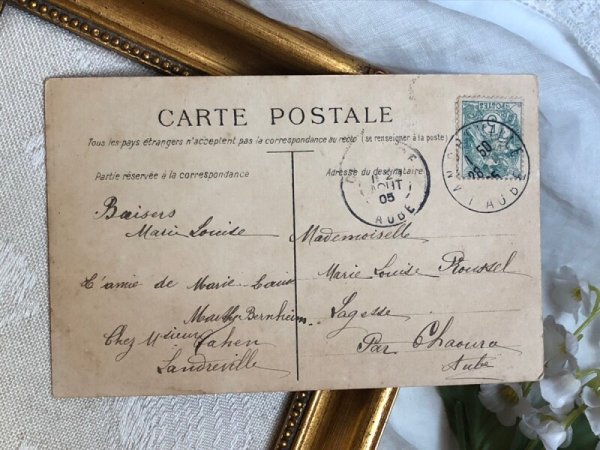 CARTE POSTALE
Tous les pays étrangers n'acceptent pas la correspondance au recto (se renseigner à la poste)
Partie réservée à la correspondance
Adresse du destinataire
Baisers
Marie Louise
L'amie de Marie Louise
Bernheim
Chez Mr Cahen
Landreville
Mademoiselle
Marie Louise Roussel
Lagesse
Par Chaource
Aube
AOUT
05
AUBE
AUBE